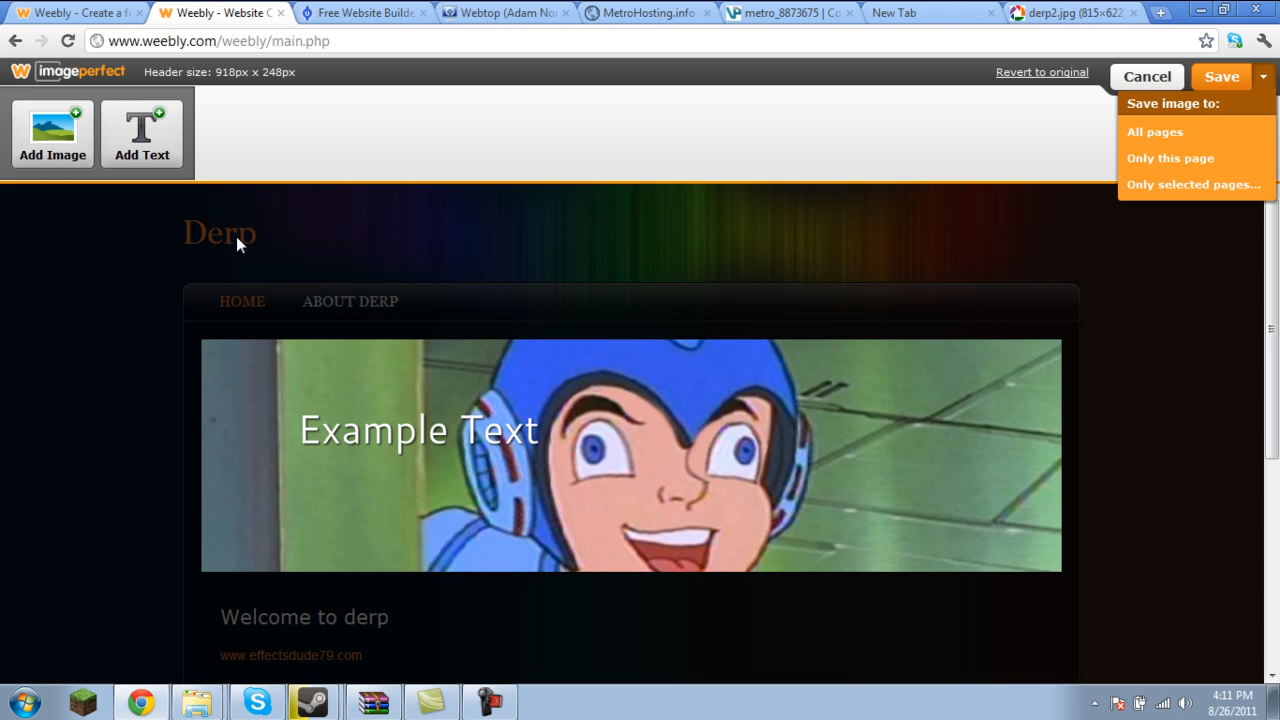 Weebly - Create a fr
Weebly - Website C
Free Website Builde
Webtop (Adam Nor
MetroHosting.info
metro_8873675 | Co
New Tab
derp2.jpg (815×622)
www.weebly.com/weebly/main.php
imageperfect
Header size: 918px x 248px
Revert to original
Cancel
Save
Add Image
Add Text
Save image to:
All pages
Only this page
Only selected pages...
Derp
HOME
ABOUT DERP
Example Text
Welcome to derp
www.effectsdude79.com
4:11 PM
8/26/2011